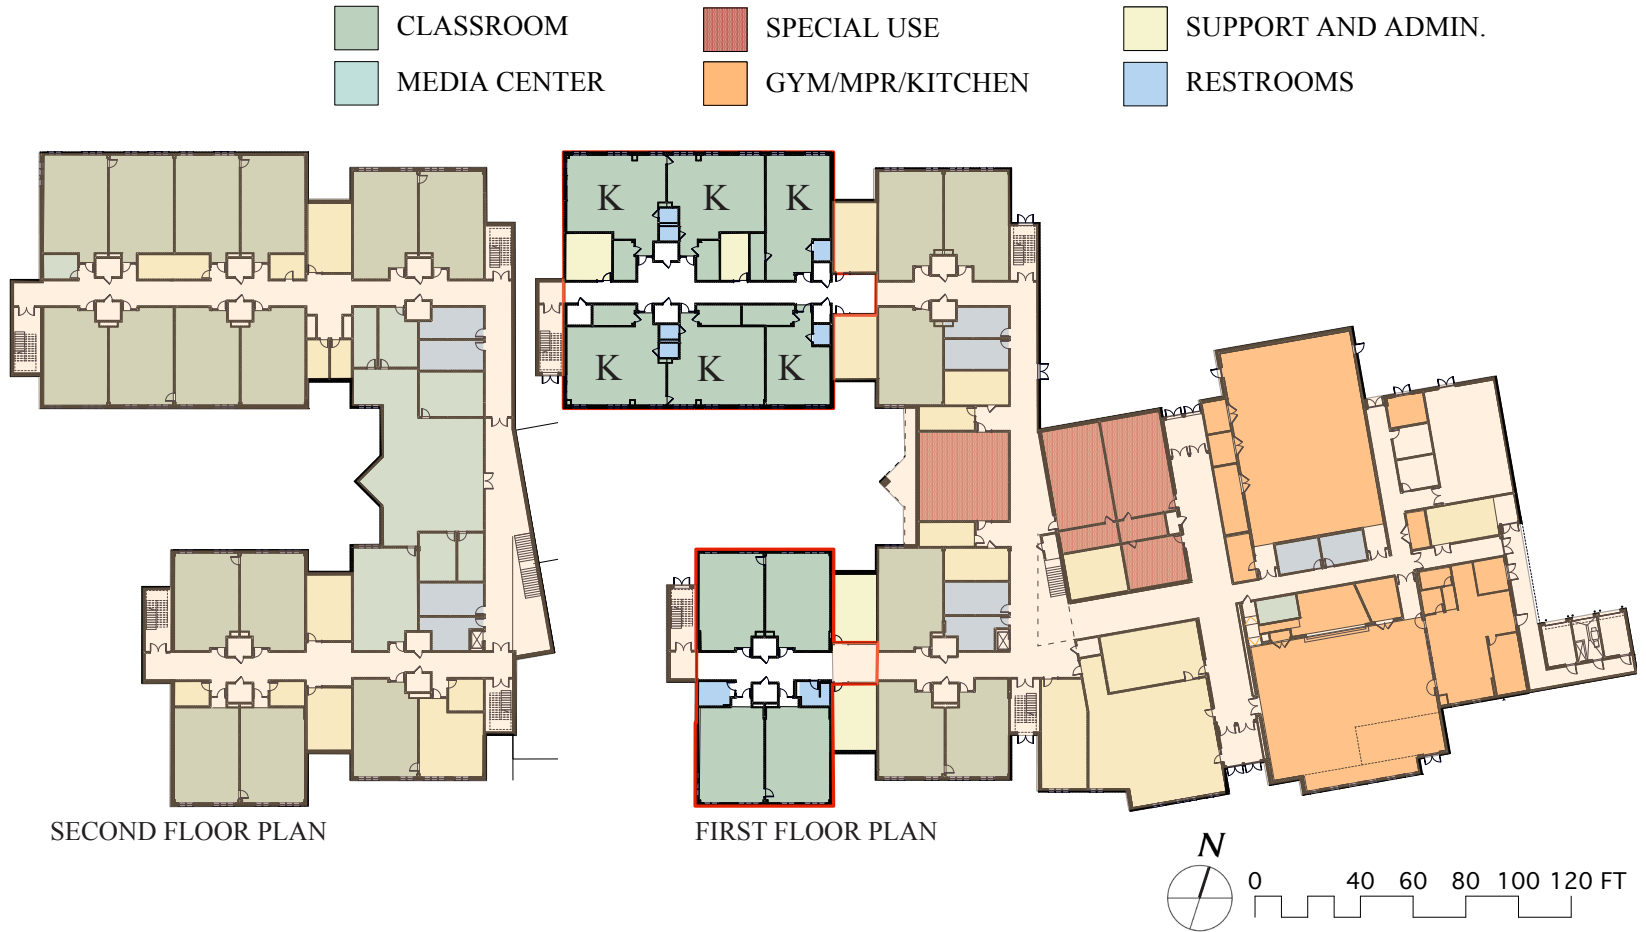 CLASSROOM
SPECIAL USE
SUPPORT AND ADMIN.
MEDIA CENTER
GYM/MPR/KITCHEN
RESTROOMS
K K K
K K K
SECOND FLOOR PLAN
FIRST FLOOR PLAN
N
0 40 60 80 100 120 FT